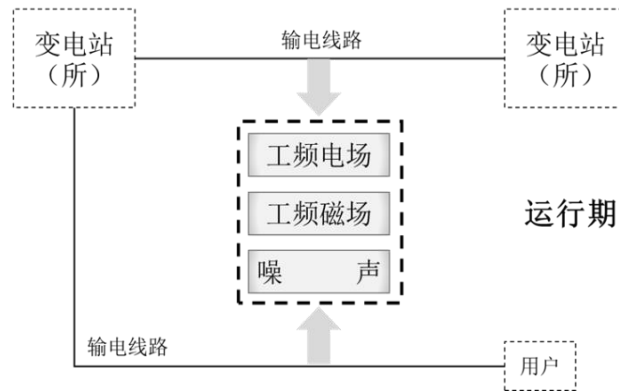 变电站
（所）
输电线路
变电站
（所）
工频电场
工频磁场
运行期
噪 声
输电线路
用户